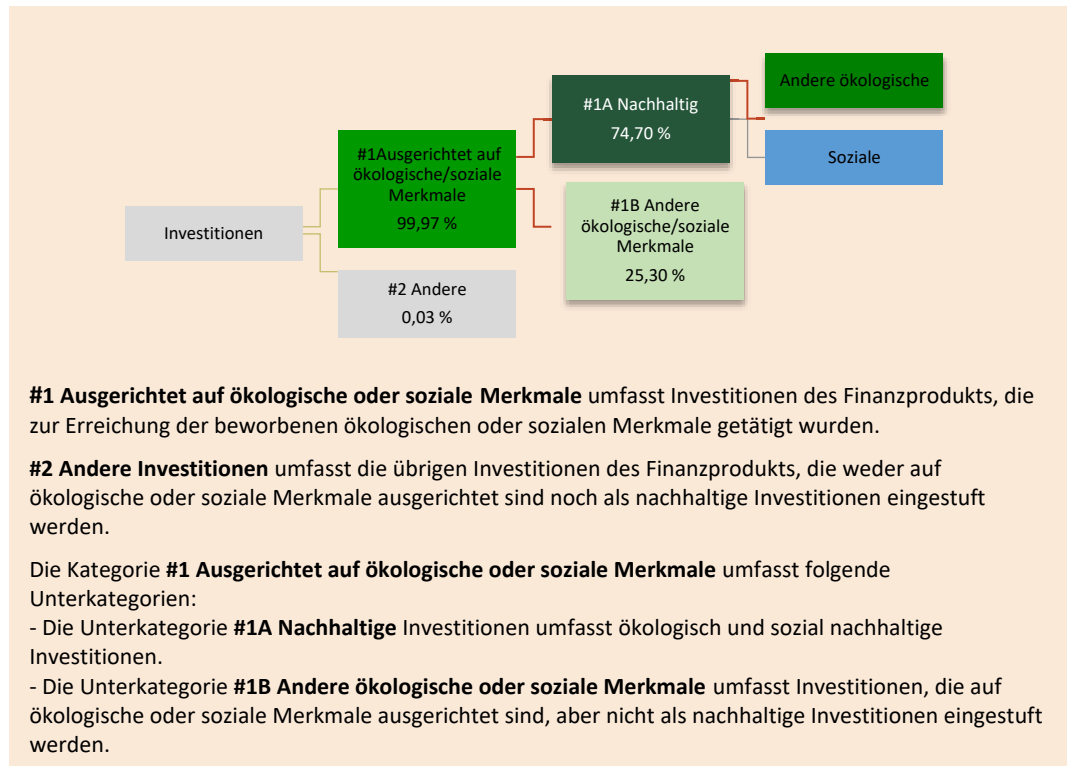 Investitionen
#1Ausgerichtet auf
ökologische/soziale
Merkmale
99,97 %
#2 Andere
0,03 %
#1A Nachhaltig
74,70 %
#1B Andere
ökologische/soziale
Merkmale
25,30 %
Andere ökologische
Soziale
#1 Ausgerichtet auf ökologische oder soziale Merkmale umfasst Investitionen des Finanzprodukts, die
zur Erreichung der beworbenen ökologischen oder sozialen Merkmale getätigt wurden.
#2 Andere Investitionen umfasst die übrigen Investitionen des Finanzprodukts, die weder auf
ökologische oder soziale Merkmale ausgerichtet sind noch als nachhaltige Investitionen eingestuft
werden.
Die Kategorie #1 Ausgerichtet auf ökologische oder soziale Merkmale umfasst folgende
Unterkategorien:
- Die Unterkategorie #1A Nachhaltige Investitionen umfasst ökologisch und sozial nachhaltige
Investitionen.
- Die Unterkategorie #1B Andere ökologische oder soziale Merkmale umfasst Investitionen, die auf
ökologische oder soziale Merkmale ausgerichtet sind, aber nicht als nachhaltige Investitionen eingestuft
werden.